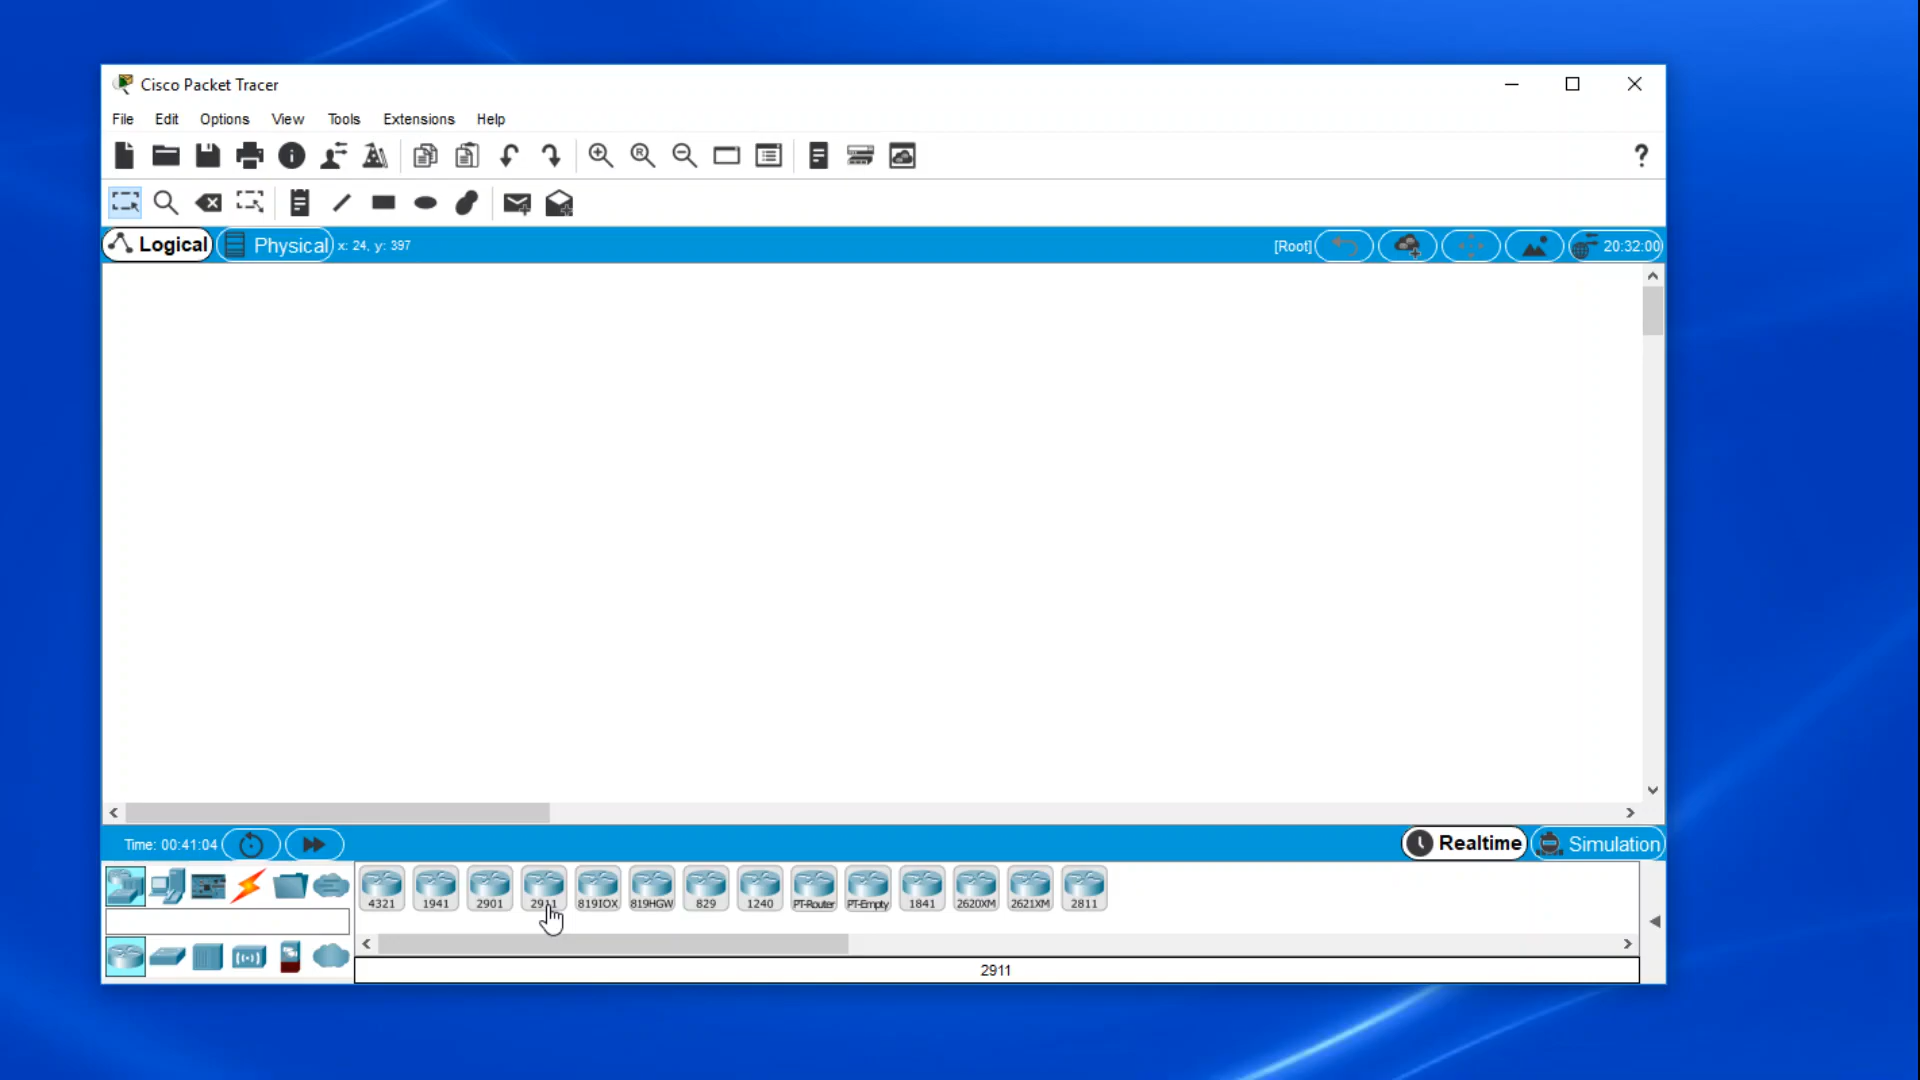 Cisco Packet Tracer
File Edit Options View Tools Extensions Help
Logical Physical x: 24, y: 397 [Root] 20:32:00
Time: 00:41:04 Realtime Simulation
4321 1941 2901 2911 819IOX 819HGW 829 1240 PT-Router PT-Empty 1841 2620XM 2621XM 2811
2911